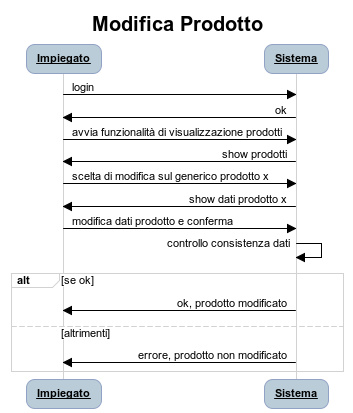 Modifica Prodotto
Impiegato Sistema
login
ok
avvia funzionalità di visualizzazione prodotti
show prodotti
scelta di modifica sul generico prodotto x
show dati prodotto x
modifica dati prodotto e conferma
controllo consistenza dati
alt [se ok]
ok, prodotto modificato
[altrimenti]
errore, prodotto non modificato
Impiegato Sistema